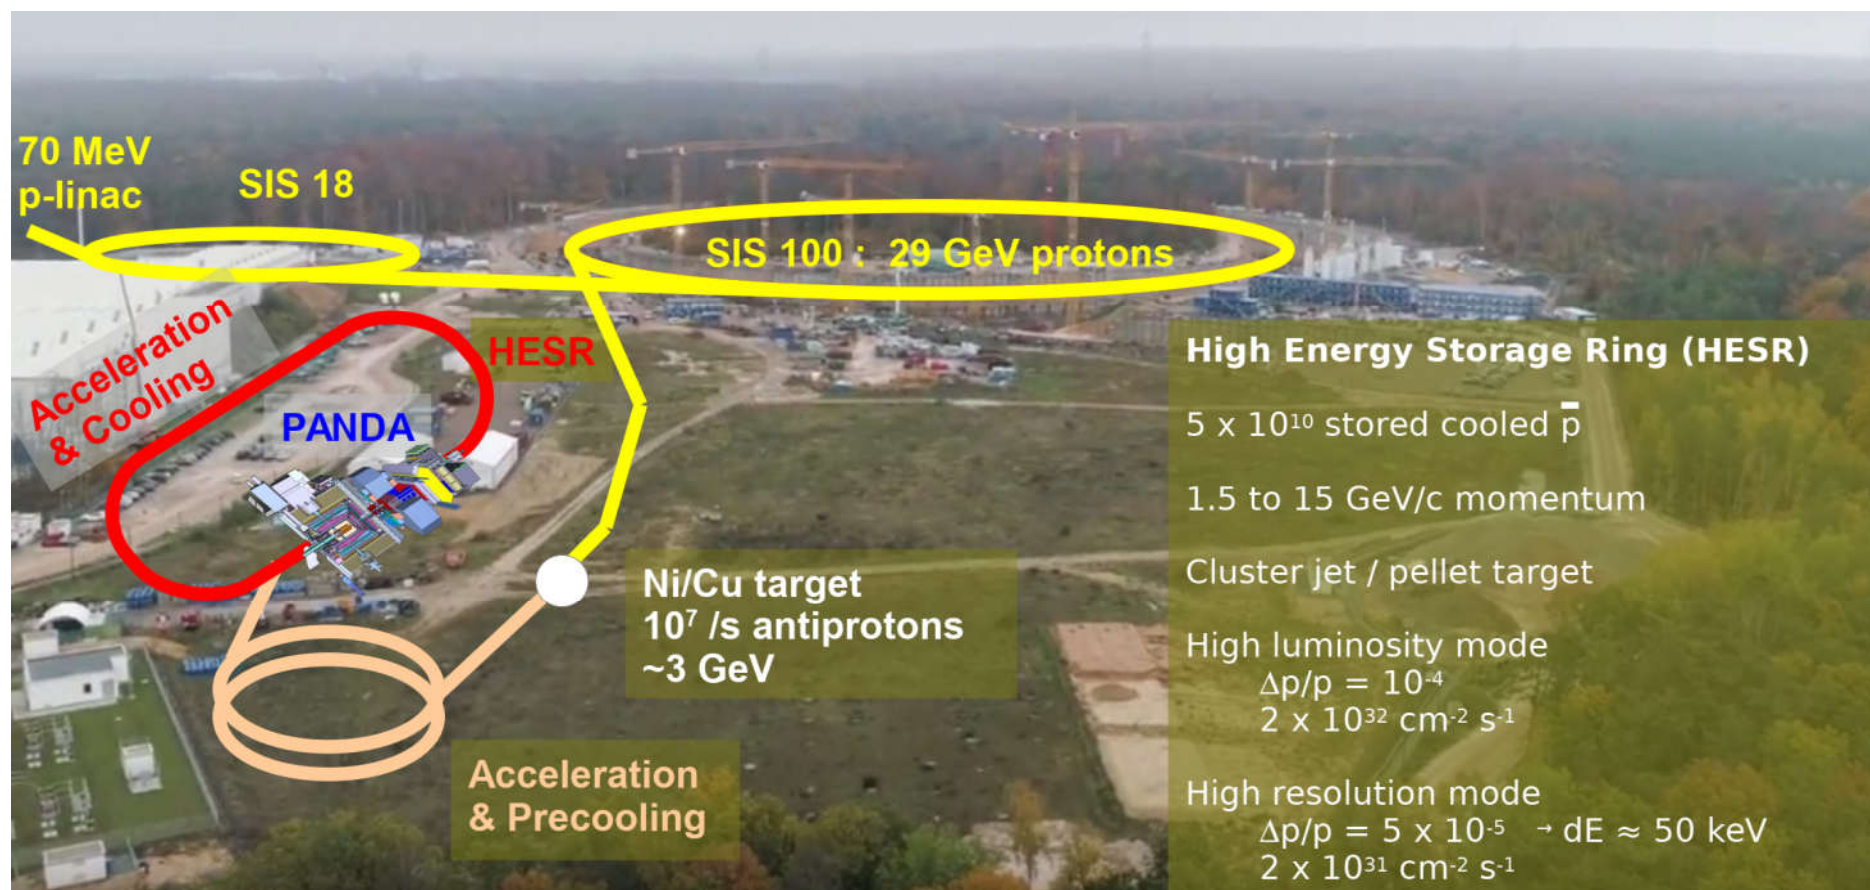 70 MeV
p-linac
SIS 18
SIS 100 : 29 GeV protons
Acceleration
& Cooling
HESR
PANDA
Ni/Cu target
10⁷ /s antiprotons
~3 GeV
Acceleration
& Precooling
High Energy Storage Ring (HESR)
5 x 10¹⁰ stored cooled p̄
1.5 to 15 GeV/c momentum
Cluster jet / pellet target
High luminosity mode
Δp/p = 10⁻⁴
2 x 10³² cm⁻² s⁻¹
High resolution mode
Δp/p = 5 x 10⁻⁵ → dE ≈ 50 keV
2 x 10³¹ cm⁻² s⁻¹